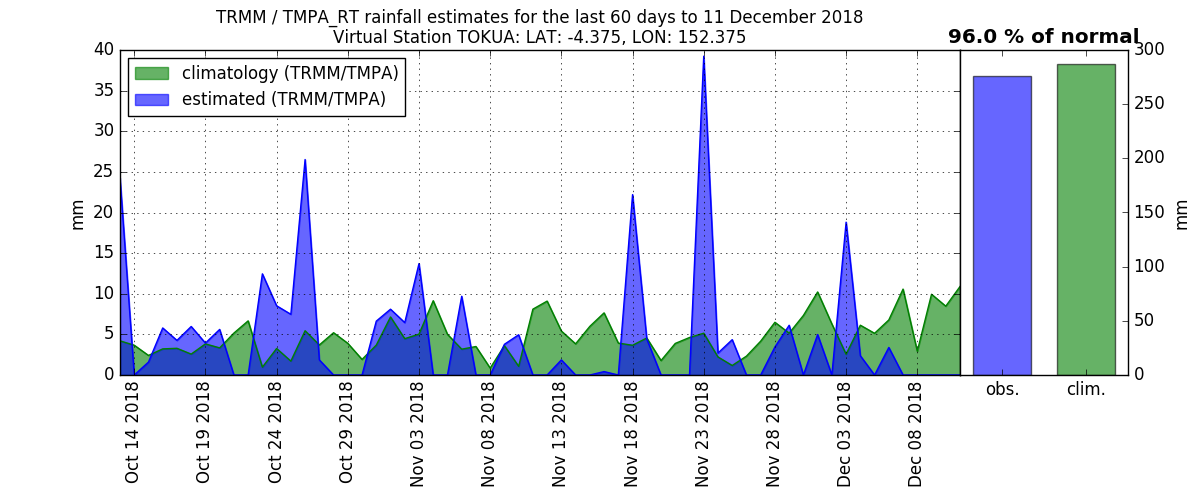 TRMM / TMPA_RT rainfall estimates for the last 60 days to 11 December 2018
Virtual Station TOKUA: LAT: -4.375, LON: 152.375
96.0 % of normal
climatology (TRMM/TMPA)
estimated (TRMM/TMPA)
mm
40
35
30
25
20
15
10
5
0
Oct 14 2018
Oct 19 2018
Oct 24 2018
Oct 29 2018
Nov 03 2018
Nov 08 2018
Nov 13 2018
Nov 18 2018
Nov 23 2018
Nov 28 2018
Dec 03 2018
Dec 08 2018
obs.
clim.
300
250
200
150
100
50
0
mm